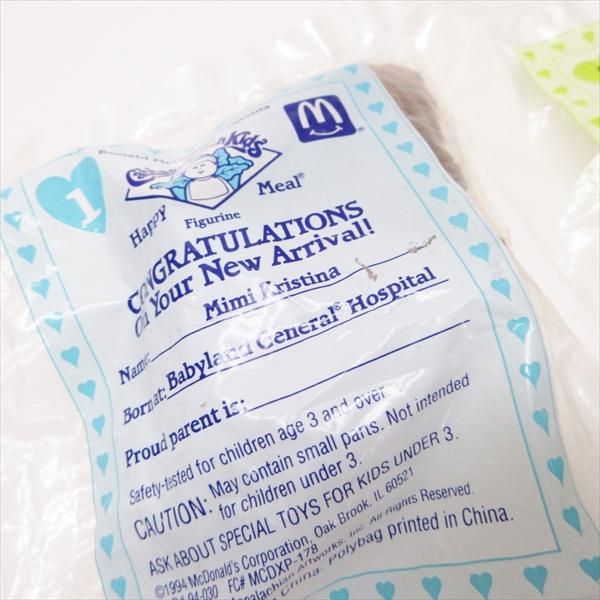 1
Ronald
Kids
Happy Meal®
Figurine
CONGRATULATIONS
On Your New Arrival!
Name: Mimi Kristina
Born at: Babyland General® Hospital
Proud parent is:
Safety-tested for children age 3 and over.
CAUTION: May contain small parts. Not intended
for children under 3.
ASK ABOUT SPECIAL TOYS FOR KIDS UNDER 3.
©1994 McDonald's Corporation, Oak Brook, IL 60521
94-030 FC# MCDXP-178
Artworks, Inc. All Rights Reserved.
China. Polybag printed in China.